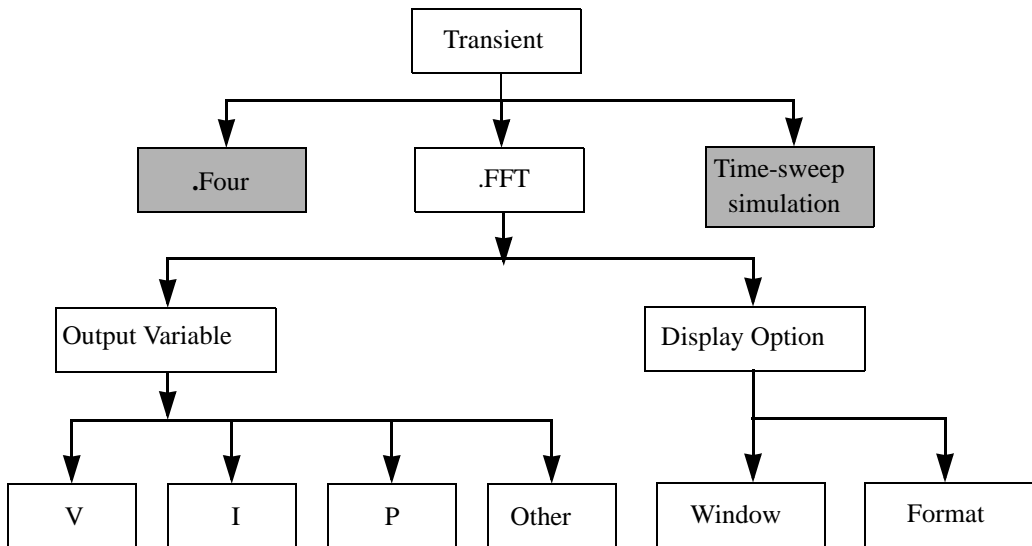 Transient
.Four
.FFT
Time-sweep
simulation
Output Variable
Display Option
V
I
P
Other
Window
Format